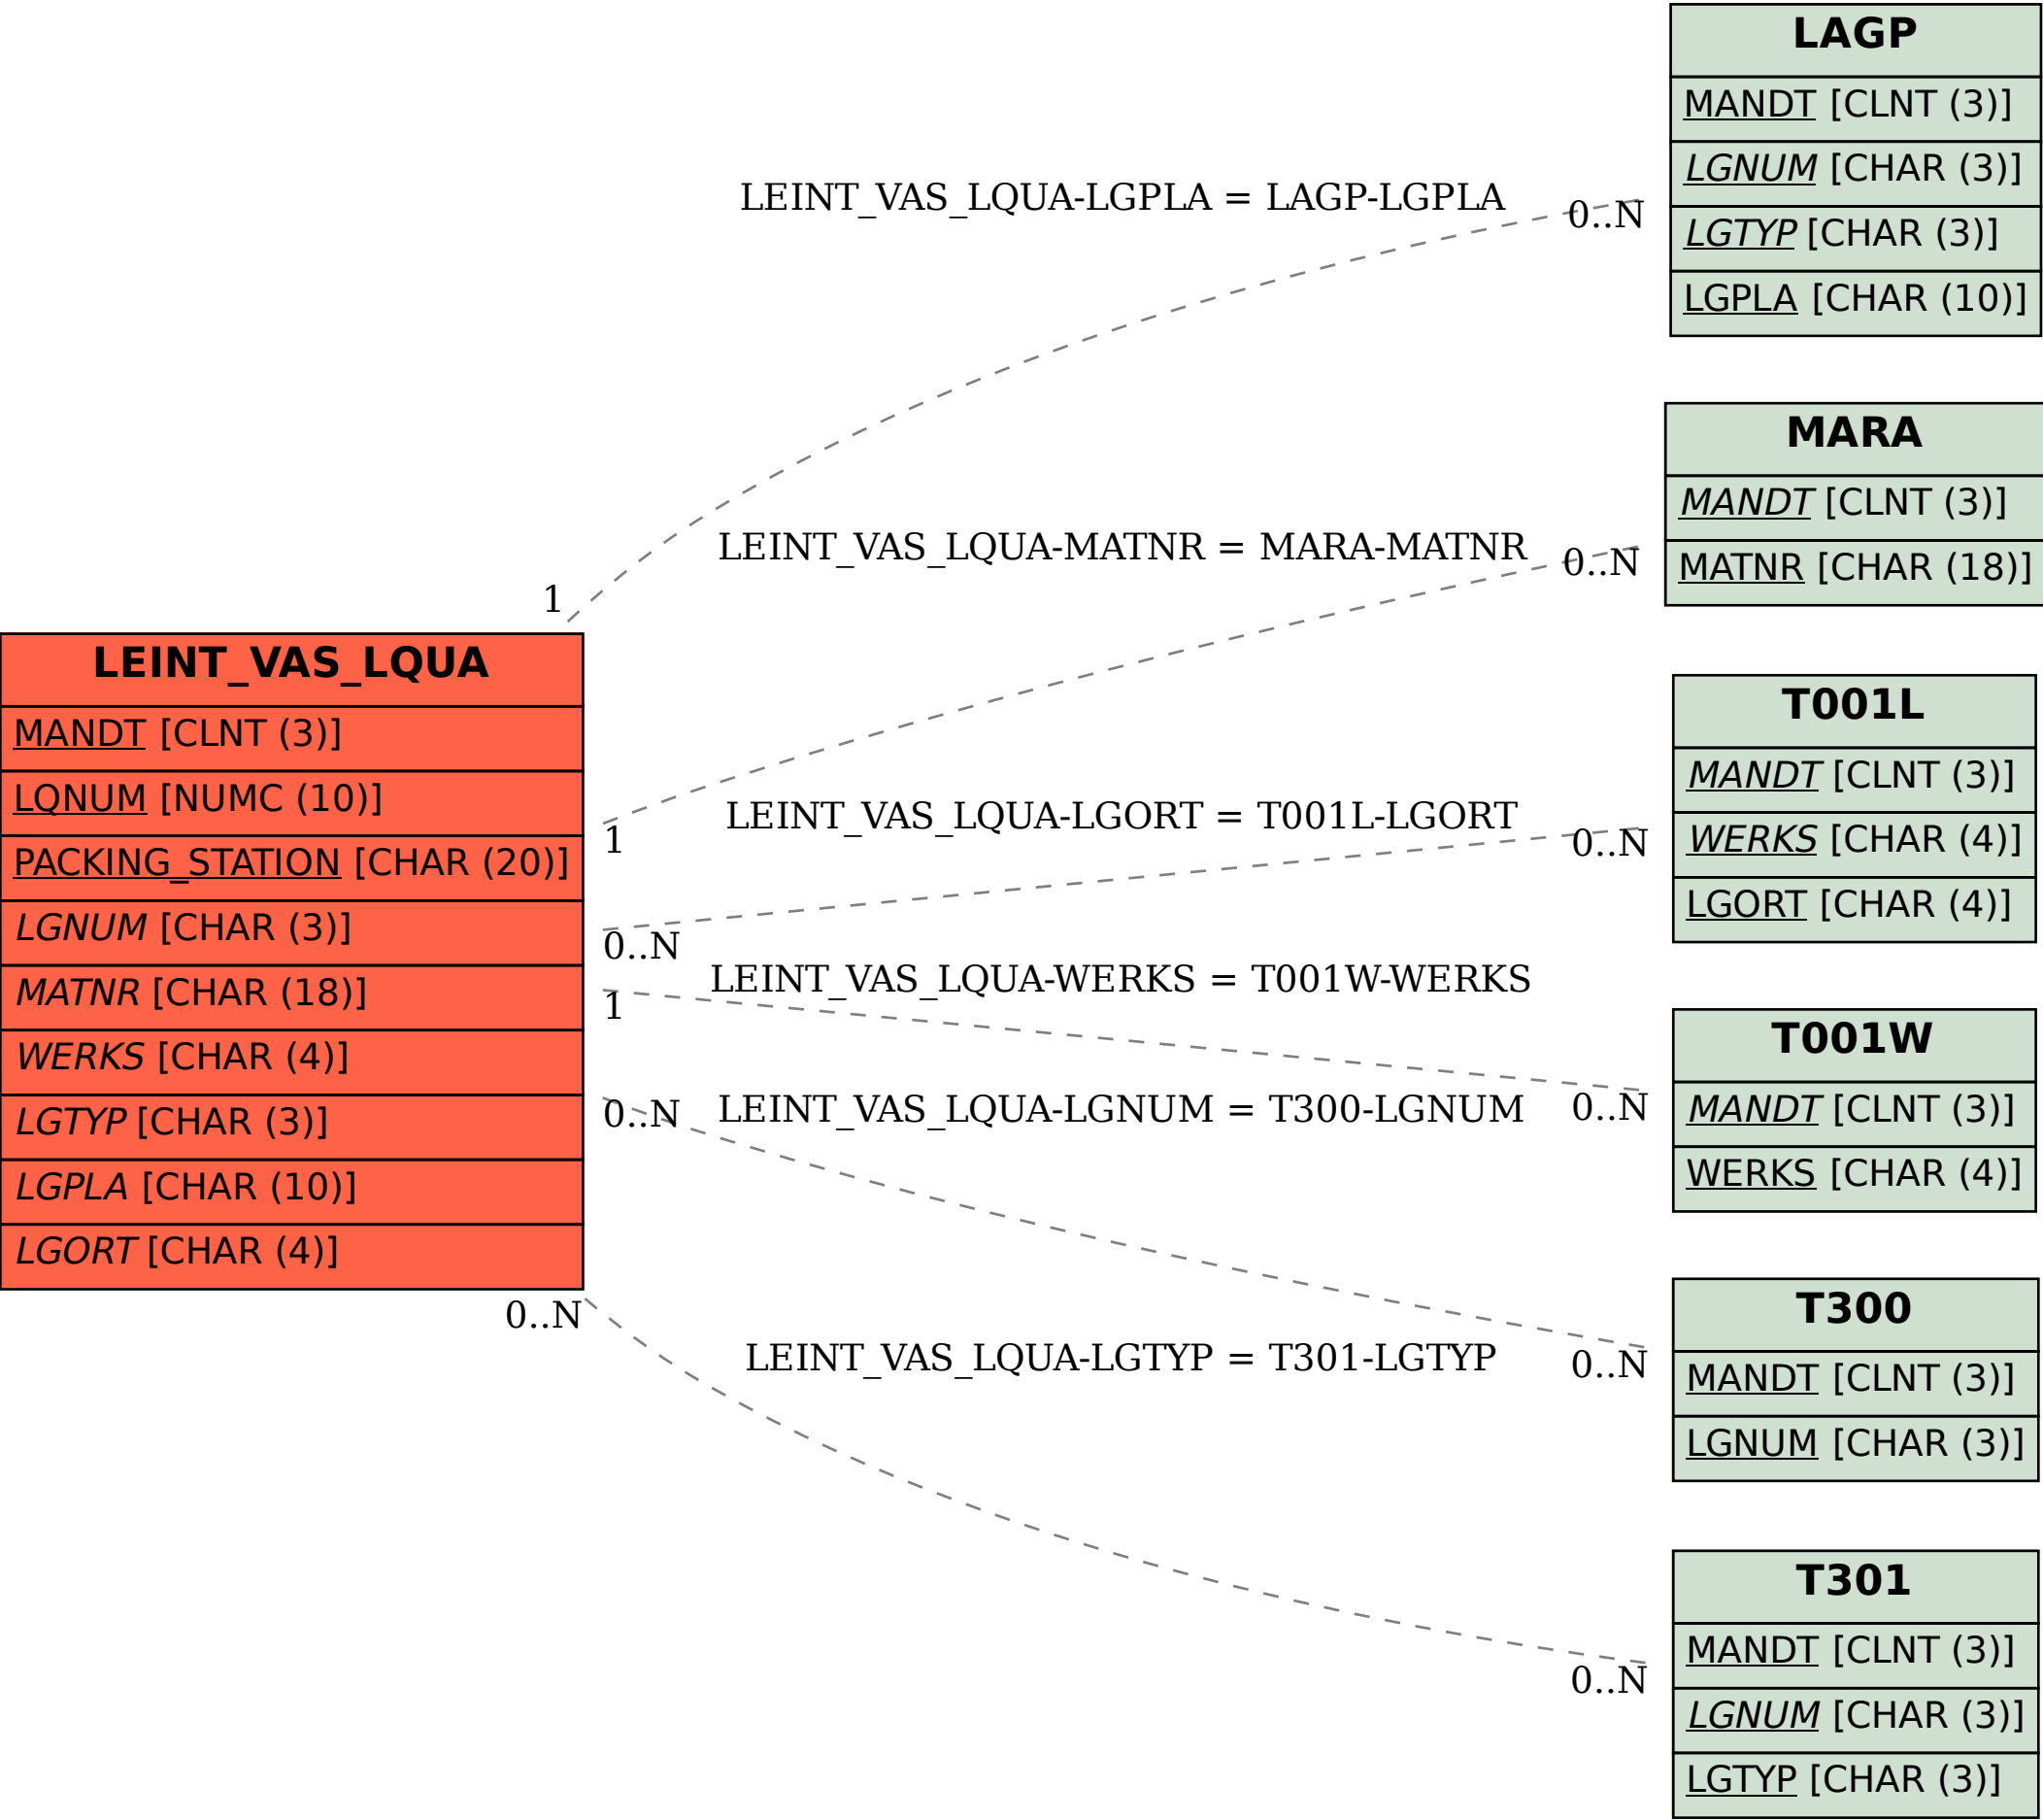 LAGP
MANDT [CLNT (3)]
LGNUM [CHAR (3)]
LGTYP [CHAR (3)]
LGPLA [CHAR (10)]
LEINT_VAS_LQUA-LGPLA = LAGP-LGPLA
0..N
1
MARA
MANDT [CLNT (3)]
MATNR [CHAR (18)]
LEINT_VAS_LQUA-MATNR = MARA-MATNR
0..N
1
LEINT_VAS_LQUA
MANDT [CLNT (3)]
LQNUM [NUMC (10)]
PACKING_STATION [CHAR (20)]
LGNUM [CHAR (3)]
MATNR [CHAR (18)]
WERKS [CHAR (4)]
LGTYP [CHAR (3)]
LGPLA [CHAR (10)]
LGORT [CHAR (4)]
T001L
MANDT [CLNT (3)]
WERKS [CHAR (4)]
LGORT [CHAR (4)]
LEINT_VAS_LQUA-LGORT = T001L-LGORT
0..N
0..N
LEINT_VAS_LQUA-WERKS = T001W-WERKS
1
0..N
T001W
MANDT [CLNT (3)]
WERKS [CHAR (4)]
LEINT_VAS_LQUA-LGNUM = T300-LGNUM
0..N
0..N
T300
MANDT [CLNT (3)]
LGNUM [CHAR (3)]
LEINT_VAS_LQUA-LGTYP = T301-LGTYP
0..N
0..N
T301
MANDT [CLNT (3)]
LGNUM [CHAR (3)]
LGTYP [CHAR (3)]